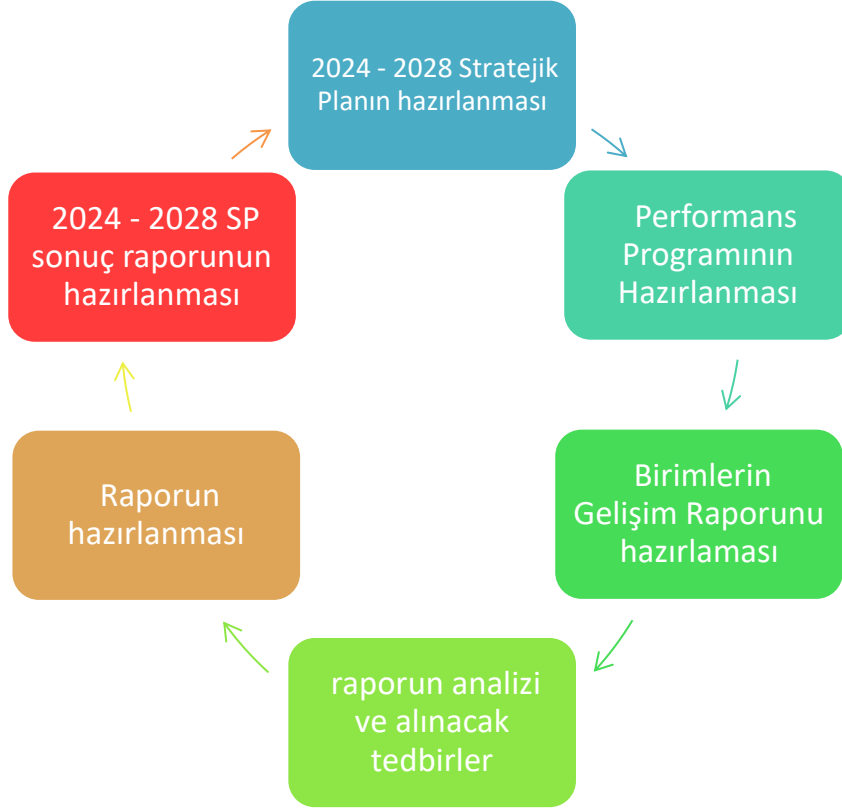 2024 - 2028 Stratejik
Planın hazırlanması
Performans
Programının
Hazırlanması
Birimlerin
Gelişim Raporunu
hazırlaması
raporun analizi
ve alınacak
tedbirler
Raporun
hazırlanması
2024 - 2028 SP
sonuç raporunun
hazırlanması